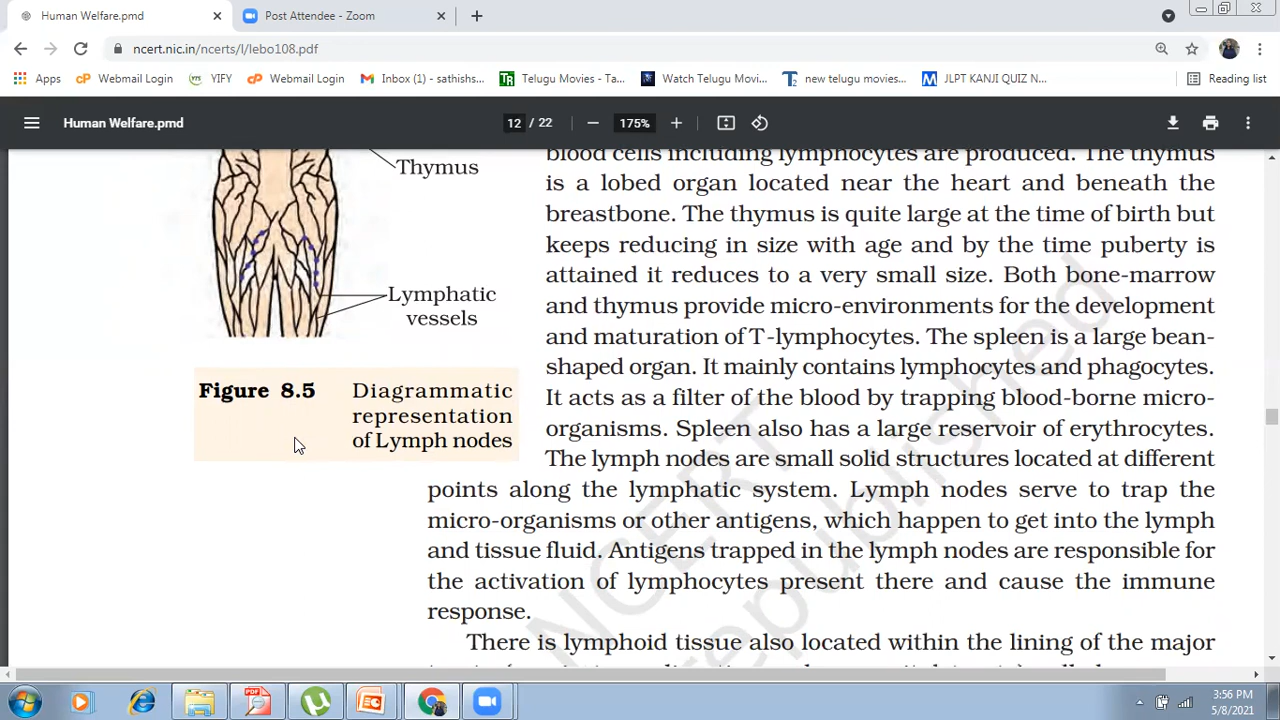 Human Welfare.pmd
Post Attendee - Zoom
ncert.nic.in/ncerts/l/lebo108.pdf
Apps
Webmail Login
YIFY
Webmail Login
Inbox (1) - sathishs...
Telugu Movies - Ta...
Watch Telugu Movi...
new telugu movies...
JLPT KANJI QUIZ N...
Reading list
Human Welfare.pmd
12 / 22
175%
Thymus
Lymphatic
vessels
Figure 8.5 Diagrammatic
representation
of Lymph nodes
blood cells including lymphocytes are produced. The thymus
is a lobed organ located near the heart and beneath the
breastbone. The thymus is quite large at the time of birth but
keeps reducing in size with age and by the time puberty is
attained it reduces to a very small size. Both bone-marrow
and thymus provide micro-environments for the development
and maturation of T-lymphocytes. The spleen is a large bean-
shaped organ. It mainly contains lymphocytes and phagocytes.
It acts as a filter of the blood by trapping blood-borne micro-
organisms. Spleen also has a large reservoir of erythrocytes.
The lymph nodes are small solid structures located at different
points along the lymphatic system. Lymph nodes serve to trap the
micro-organisms or other antigens, which happen to get into the lymph
and tissue fluid. Antigens trapped in the lymph nodes are responsible for
the activation of lymphocytes present there and cause the immune
response.
There is lymphoid tissue also located within the lining of the major
NCERT
republished
3:56 PM
5/8/2021